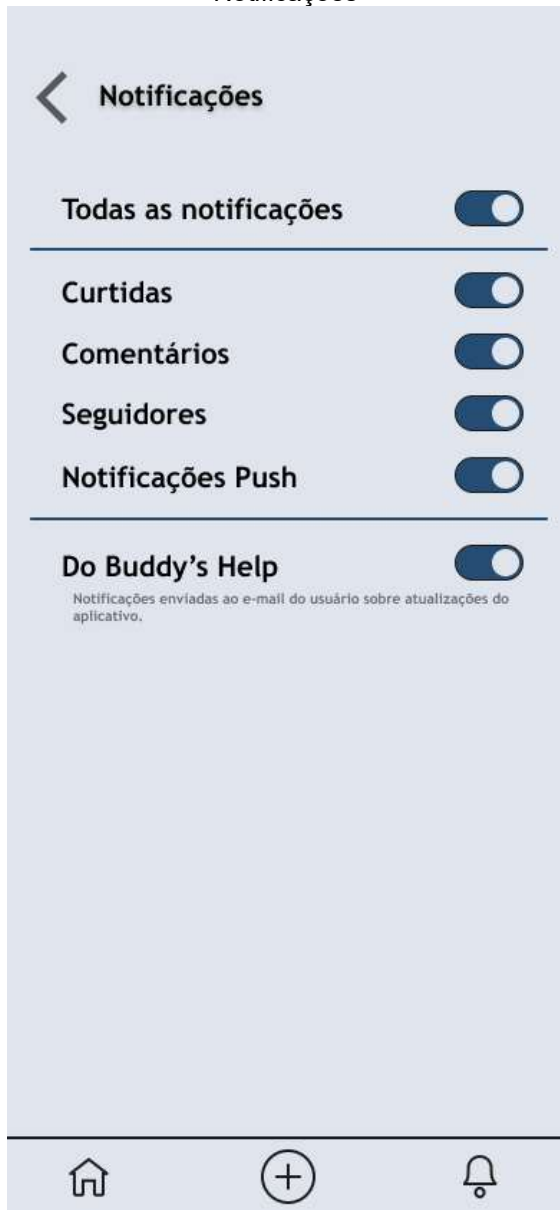 Notificações
Notificações
Todas as notificações
Curtidas
Comentários
Seguidores
Notificações Push
Do Buddy's Help
Notificações enviadas ao e-mail do usuário sobre atualizações do
aplicativo.